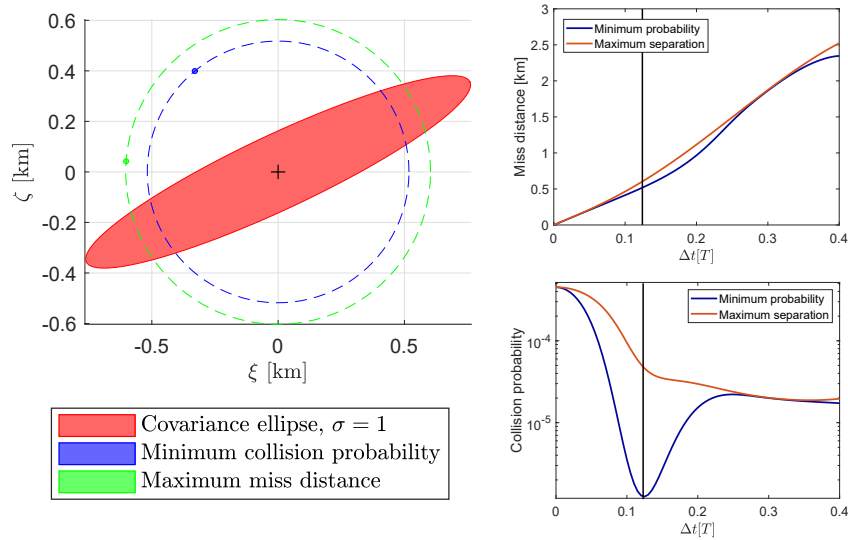 0.6
0.4
0.2
0
-0.2
-0.4
-0.6
ζ [km]
-0.5
0
0.5
ξ [km]
Covariance ellipse, σ = 1
Minimum collision probability
Maximum miss distance
3
2.5
2
1.5
1
0.5
0
Miss distance [km]
Minimum probability
Maximum separation
0
0.1
0.2
0.3
0.4
Δt[T]
10⁻⁴
10⁻⁵
Collision probability
Minimum probability
Maximum separation
0
0.1
0.2
0.3
0.4
Δt[T]